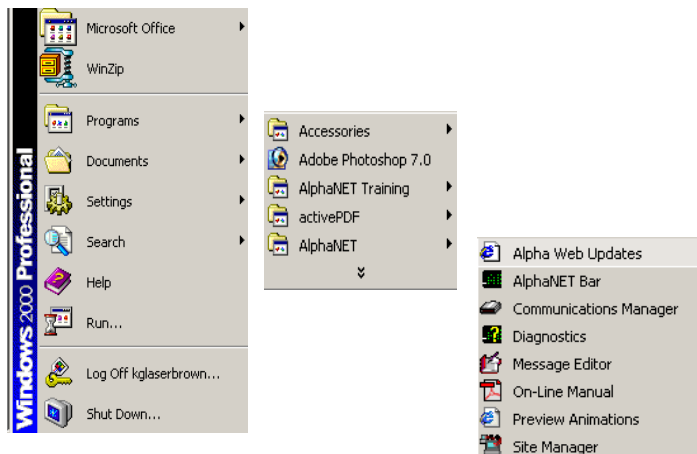 Windows 2000 Professional
Microsoft Office
WinZip
Programs
Documents
Settings
Search
Help
Run...
Log Off kglaserbrown...
Shut Down...
Accessories
Adobe Photoshop 7.0
AlphaNET Training
activePDF
AlphaNET
Alpha Web Updates
AlphaNET Bar
Communications Manager
Diagnostics
Message Editor
On-Line Manual
Preview Animations
Site Manager